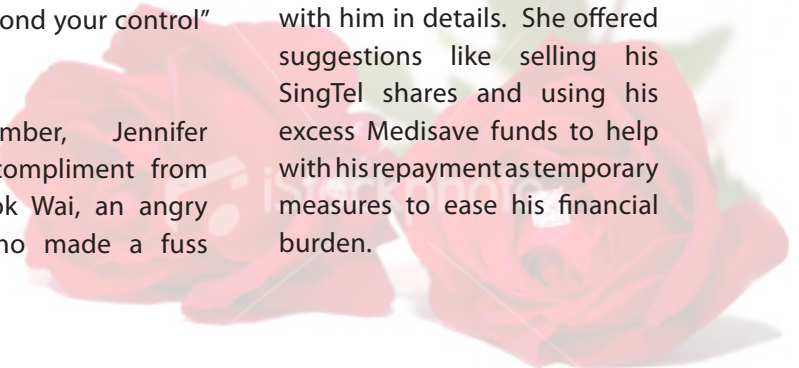 ond your control”
mber, Jennifer
compliment from
ok Wai, an angry
no made a fuss
with him in details. She offered
suggestions like selling his
SingTel shares and using his
excess Medisave funds to help
with his repayment as temporary
measures to ease his financial
burden.
iStockphoto